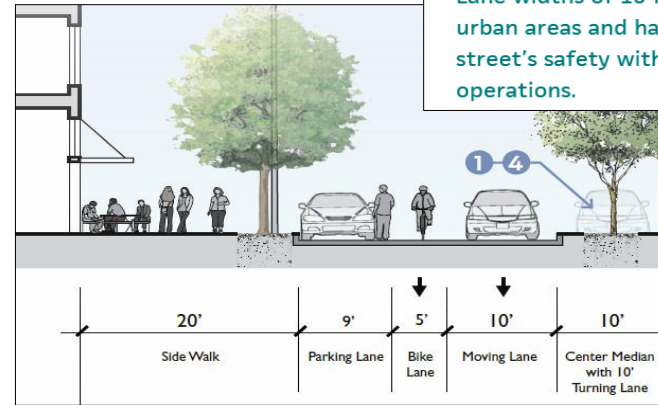 urban areas and ha
street's safety with
operations.
1 4
20' 9' 5' 10' 10'
Side Walk Parking Lane Bike Lane Moving Lane Center Median with 10' Turning Lane